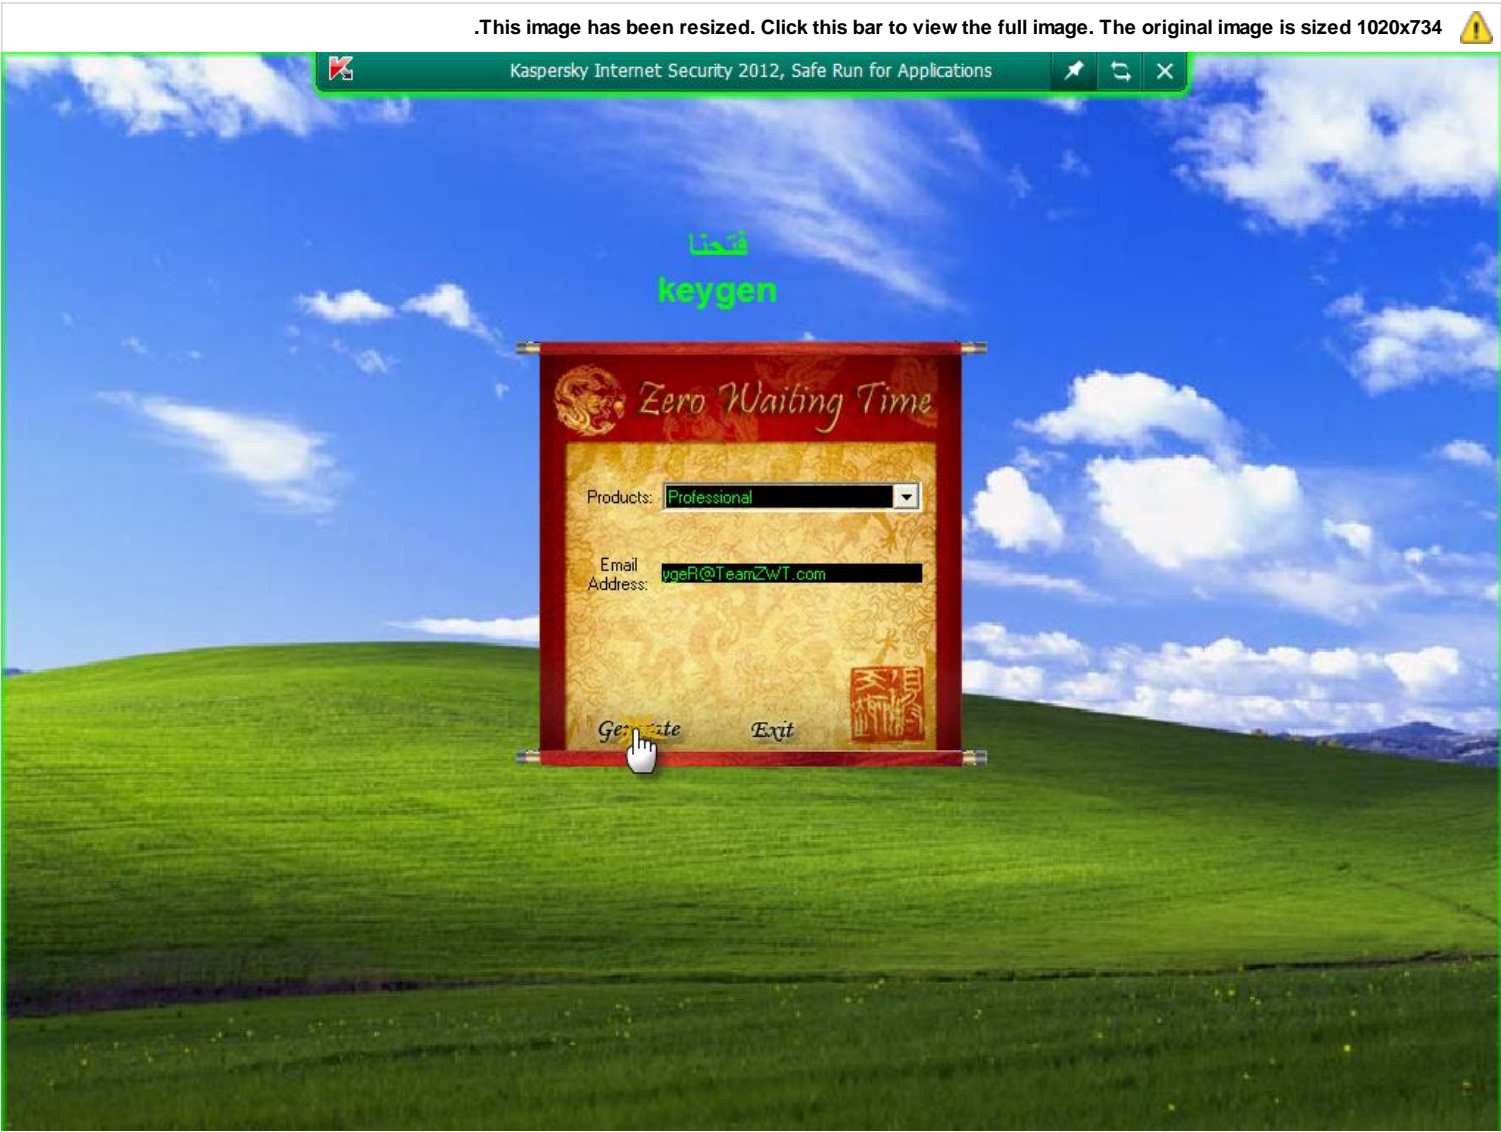 .This image has been resized. Click this bar to view the full image. The original image is sized 1020x734
Kaspersky Internet Security 2012, Safe Run for Applications
فتحنا
keygen
Zero Waiting Time
Products: Professional
Email Address: ygeR@TeamZWT.com
Exit